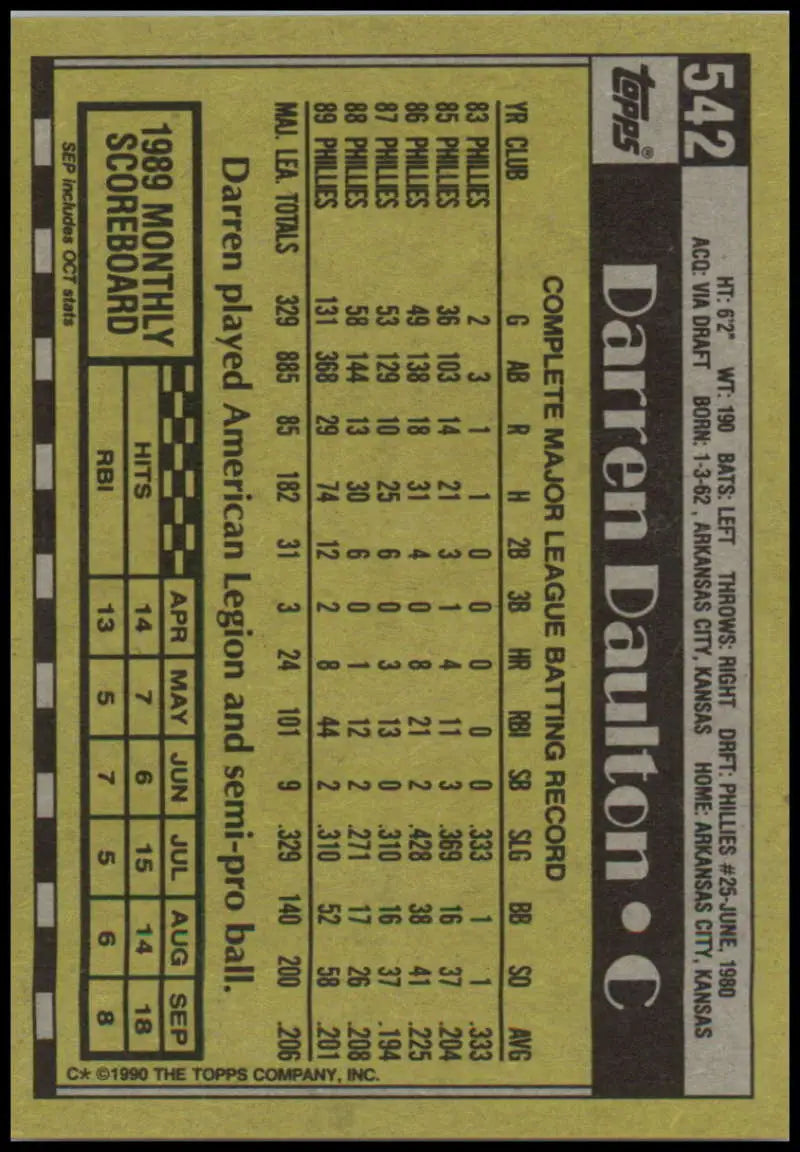 542
HT: 6'2" WT: 190 BATS: LEFT THROWS: RIGHT DRFT: PHILLIES #25-JUNE, 1980
ACQ: VIA DRAFT BORN: 1-3-62, ARKANSAS CITY, KANSAS HOME: ARKANSAS CITY, KANSAS
TOPPS®
Darren Daulton • C
COMPLETE MAJOR LEAGUE BATTING RECORD
YR CLUB G AB R H 2B 3B HR RBI SB SLG BB SO AVG
83 PHILLIES 2 3 1 1 0 0 0 0 0 .333 1 1 .333
85 PHILLIES 36 103 14 21 3 1 4 11 3 .369 16 37 .204
86 PHILLIES 49 138 18 31 4 0 8 21 2 .428 38 41 .225
87 PHILLIES 53 129 10 25 6 0 3 13 0 .310 16 37 .194
88 PHILLIES 58 144 13 30 6 0 1 12 2 .271 17 26 .208
89 PHILLIES 131 368 29 74 12 2 8 44 2 .310 52 58 .201
MAJ. LEA. TOTALS 329 885 85 182 31 3 24 101 9 .329 140 200 .206
Darren played American Legion and semi-pro ball.
1989 MONTHLY
SCOREBOARD
APR MAY JUN JUL AUG SEP
HITS 14 7 6 15 14 18
RBI 13 5 7 5 6 8
SEP includes OCT stats
C* ©1990 THE TOPPS COMPANY, INC.